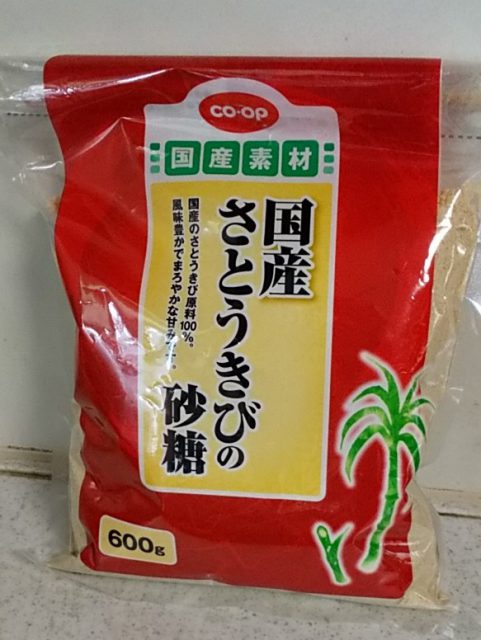 co-op
国産素材
国産
さとうきびの
砂糖
国産のさとうきび原料100%。
風味豊かでまろやかな甘みです。
600g